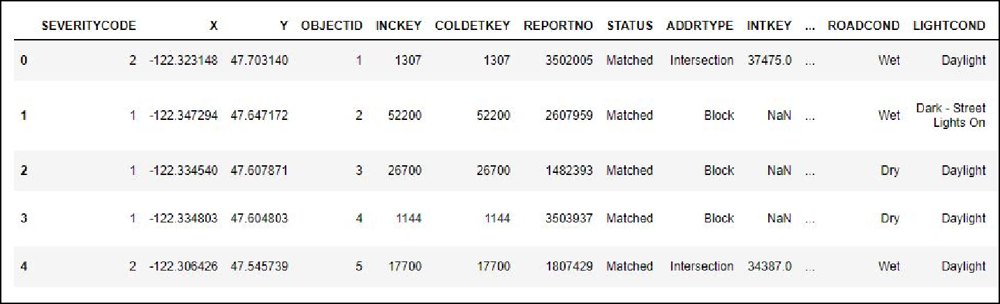 SEVERITYCODE X Y OBJECTID INCKEY COLDETKEY REPORTNO STATUS ADDRTYPE INTKEY ... ROADCOND LIGHTCOND
0 2 -122.323148 47.703140 1 1307 1307 3502005 Matched Intersection 37475.0 ... Wet Daylight
1 1 -122.347294 47.647172 2 52200 52200 2607959 Matched Block NaN ... Wet Dark - Street
Lights On
2 1 -122.334540 47.607871 3 26700 26700 1482393 Matched Block NaN ... Dry Daylight
3 1 -122.334803 47.604803 4 1144 1144 3503937 Matched Block NaN ... Dry Daylight
4 2 -122.306426 47.545739 5 17700 17700 1807429 Matched Intersection 34387.0 ... Wet Daylight